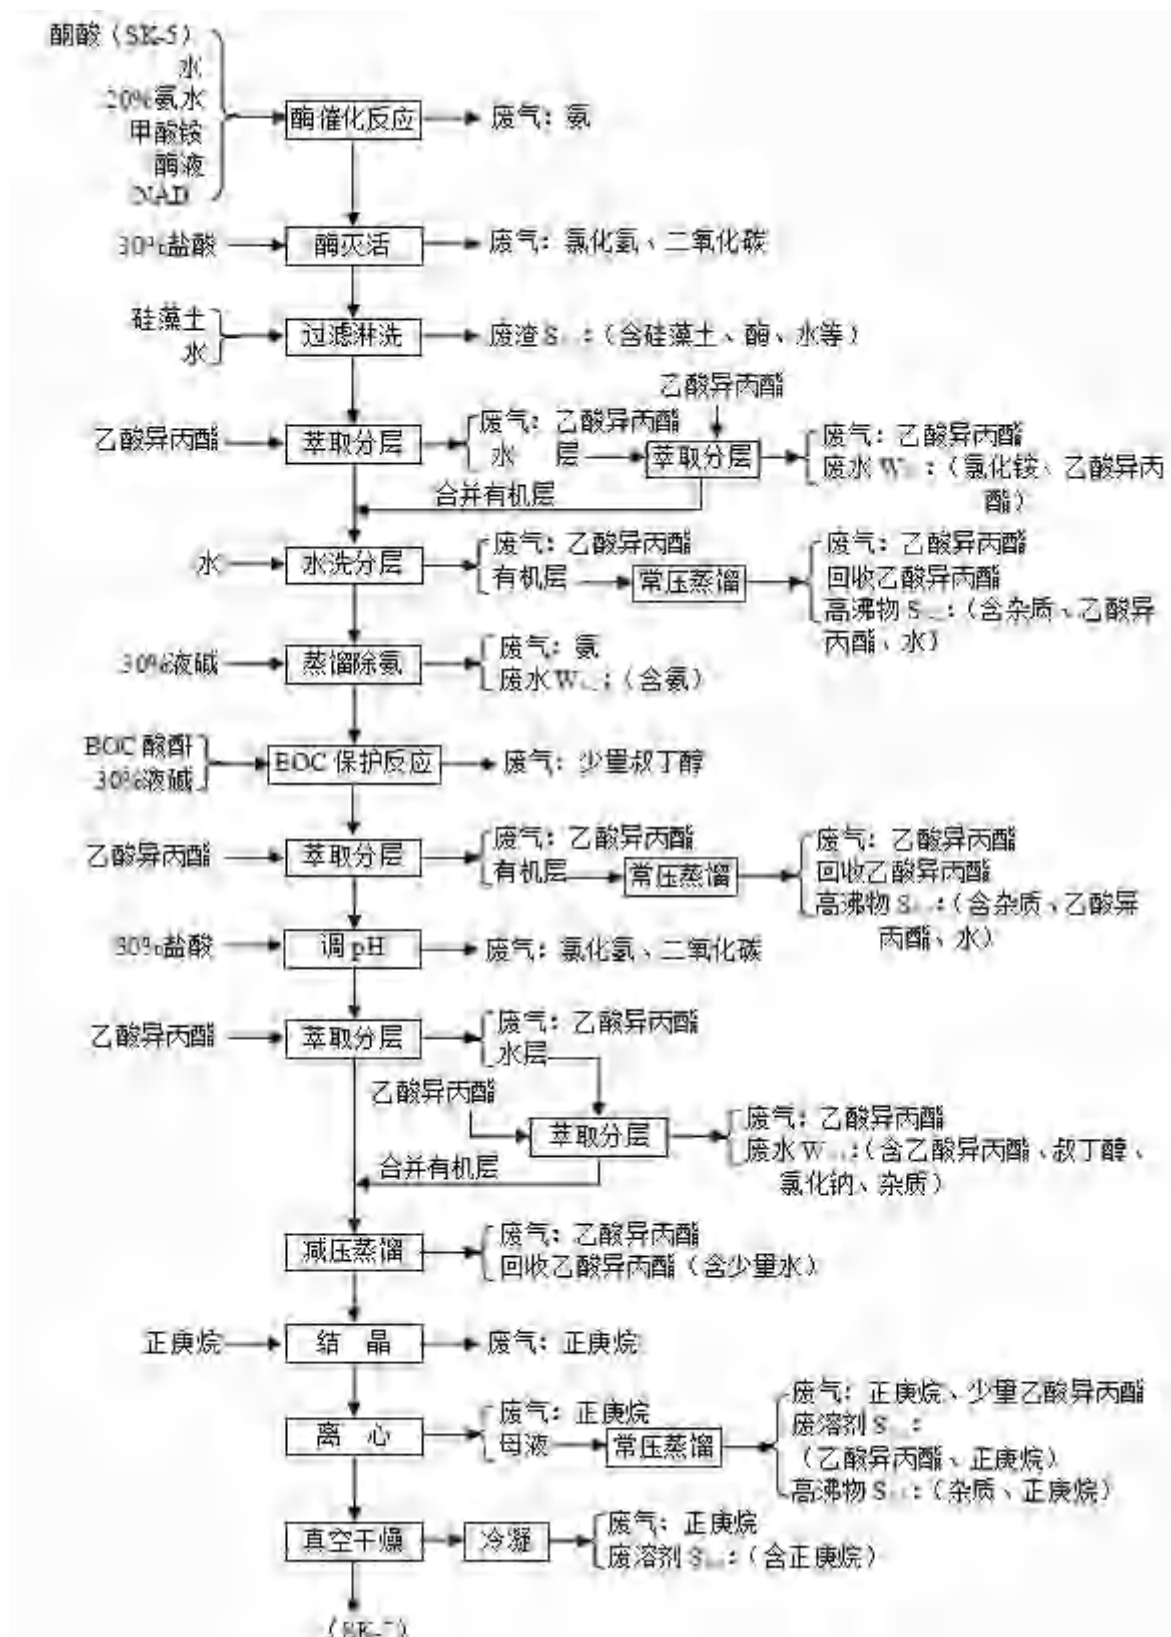 酮酸（SK-5）
水
20%氨水
甲酸铵
酶液
NAD
酶催化反应
废气：氨
30%盐酸
酶灭活
废气：氯化氢、二氧化碳
硅藻土
水
过滤淋洗
废渣S：（含硅藻土、酶、水等）
乙酸异丙酯
乙酸异丙酯
萃取分层
废气：乙酸异丙酯
水 层
萃取分层
废气：乙酸异丙酯
废水W：（氯化铵、乙酸异丙
酯）
合并有机层
水
水洗分层
废气：乙酸异丙酯
有机层
常压蒸馏
废气：乙酸异丙酯
回收乙酸异丙酯
高沸物S：（含杂质、乙酸异
丙酯、水）
30%液碱
蒸馏除氨
废气：氨
废水W：（含氨）
BOC酸酐
30%液碱
BOC保护反应
废气：少量叔丁醇
乙酸异丙酯
萃取分层
废气：乙酸异丙酯
有机层
常压蒸馏
废气：乙酸异丙酯
回收乙酸异丙酯
高沸物S：（含杂质、乙酸异
丙酯、水）
30%盐酸
调pH
废气：氯化氢、二氧化碳
乙酸异丙酯
萃取分层
废气：乙酸异丙酯
水层
乙酸异丙酯
萃取分层
废气：乙酸异丙酯
废水W：（含乙酸异丙酯、叔丁醇、
氯化钠、杂质）
合并有机层
减压蒸馏
废气：乙酸异丙酯
回收乙酸异丙酯（含少量水）
正庚烷
结 晶
废气：正庚烷
离 心
废气：正庚烷
母液
常压蒸馏
废气：正庚烷、少量乙酸异丙酯
废溶剂S：
（乙酸异丙酯、正庚烷）
高沸物S：（杂质、正庚烷）
真空干燥
冷凝
废气：正庚烷
废溶剂S：（含正庚烷）